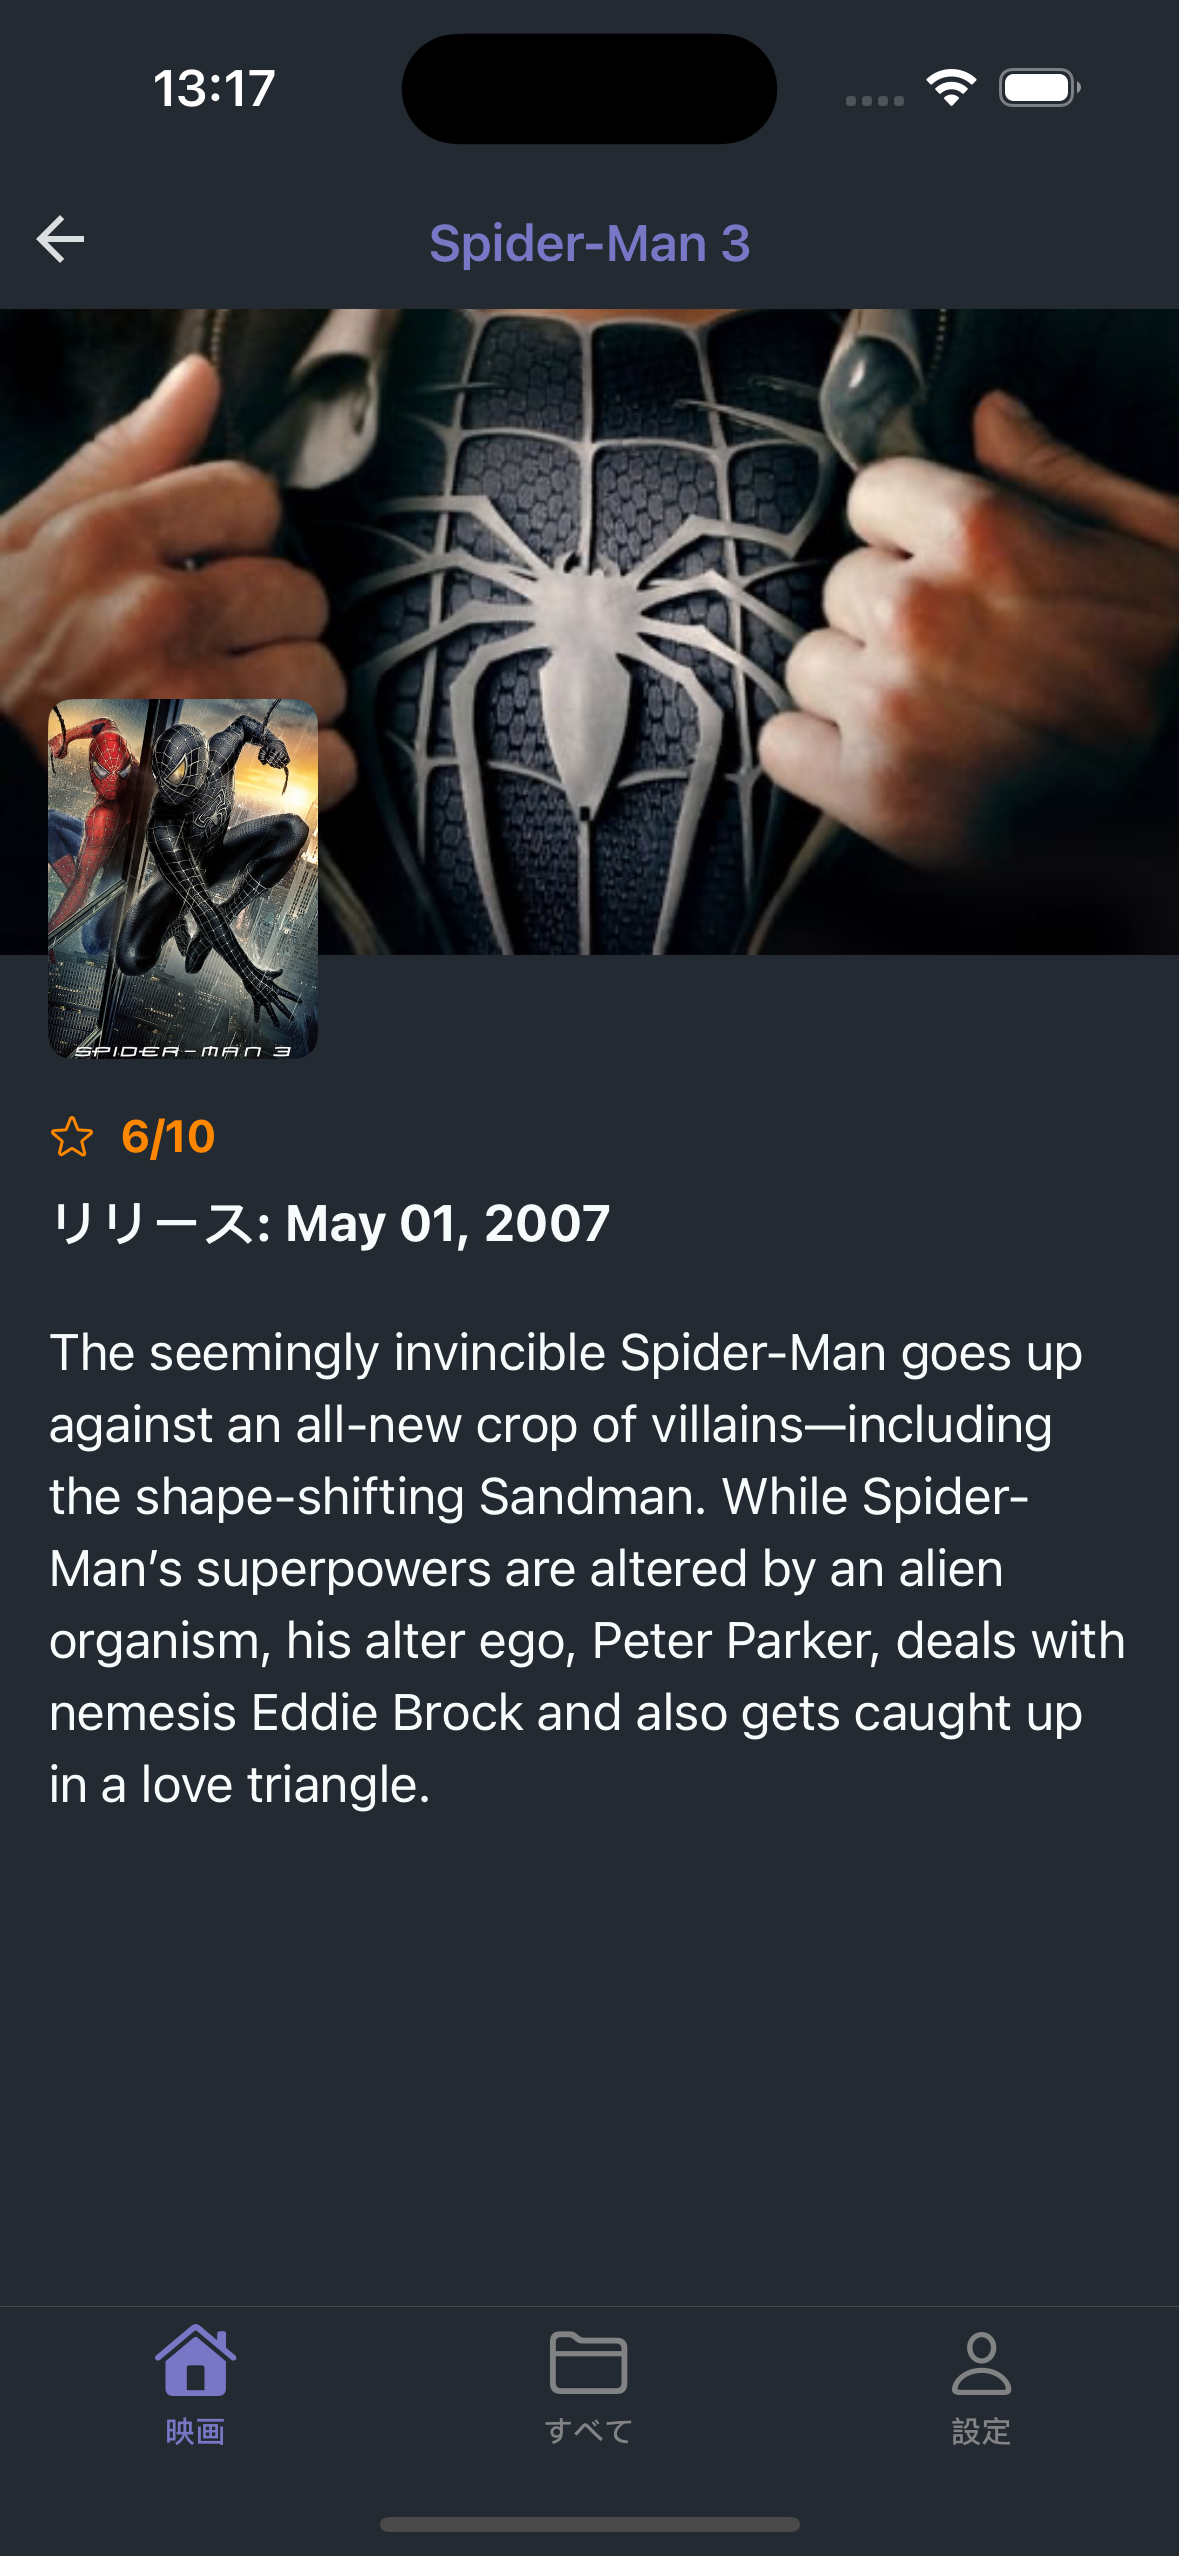 13:17
Spider-Man 3
SPIDER-MAN 3
6/10
リリース: May 01, 2007
The seemingly invincible Spider-Man goes up
against an all-new crop of villains—including
the shape-shifting Sandman. While Spider-
Man’s superpowers are altered by an alien
organism, his alter ego, Peter Parker, deals with
nemesis Eddie Brock and also gets caught up
in a love triangle.
映画
すべて
設定